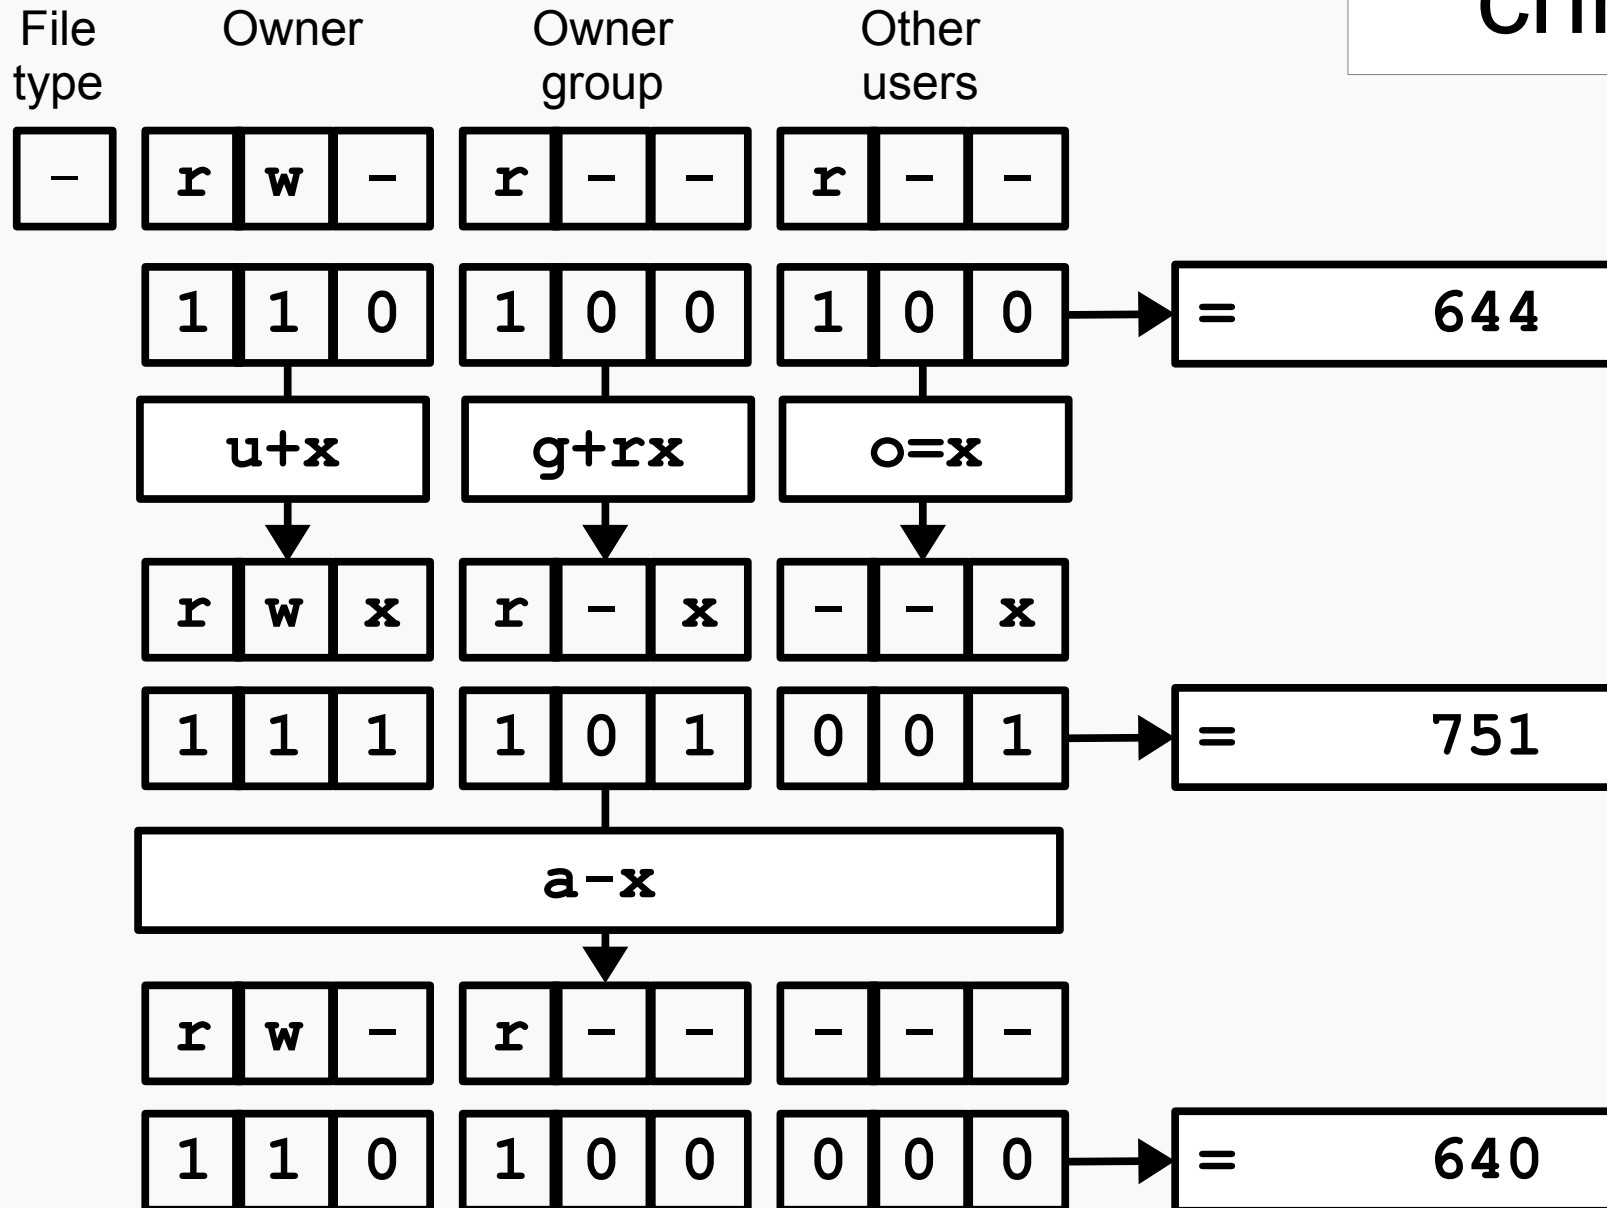 File type Owner Owner group Other users
- r w - r - - r - -
1 1 0 1 0 0 1 0 0 = 644
u+x g+rx o=x
r w x r - x - - x
1 1 1 1 0 1 0 0 1 = 751
a-x
r w - r - - - - -
1 1 0 1 0 0 0 0 0 = 640